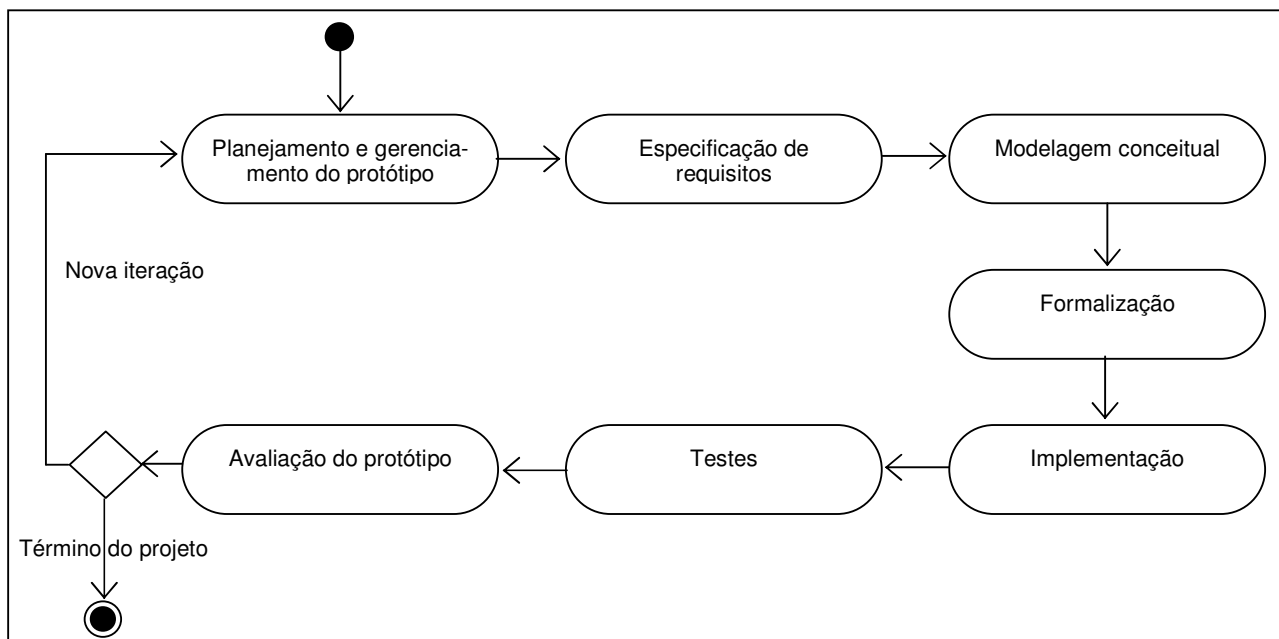 Planejamento e gerencia-
mento do protótipo
Especificação de
requisitos
Modelagem conceitual
Nova iteração
Formalização
Avaliação do protótipo
Testes
Implementação
Término do projeto